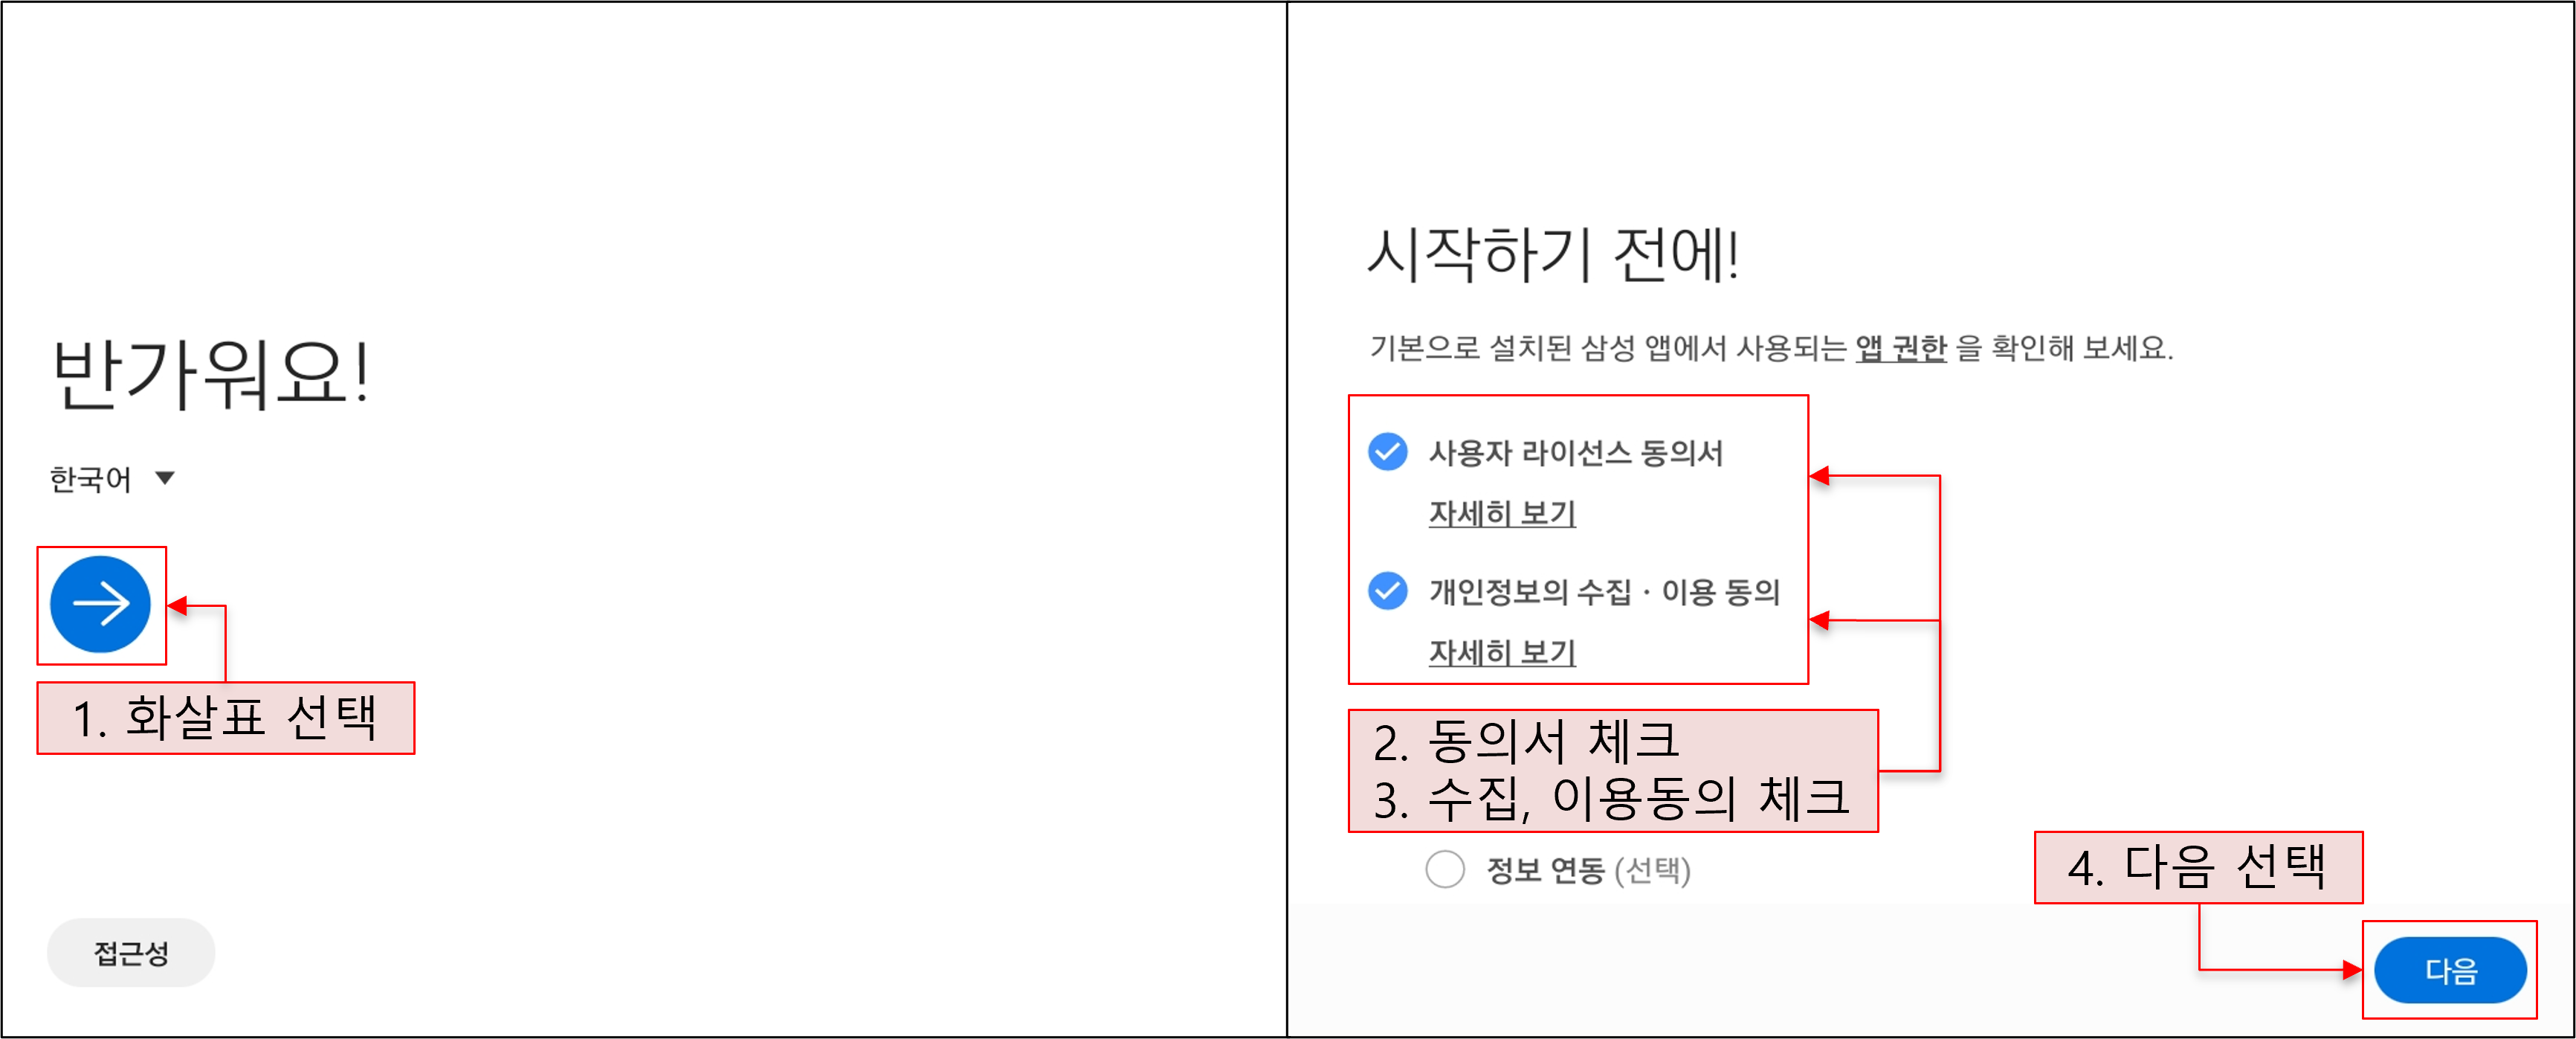 반가워요!
한국어
1. 화살표 선택
접근성
시작하기 전에!
기본으로 설치된 삼성 앱에서 사용되는 앱 권한 을 확인해 보세요.
사용자 라이선스 동의서
자세히 보기
개인정보의 수집 · 이용 동의
자세히 보기
2. 동의서 체크
3. 수집, 이용동의 체크
정보 연동 (선택)
4. 다음 선택
다음